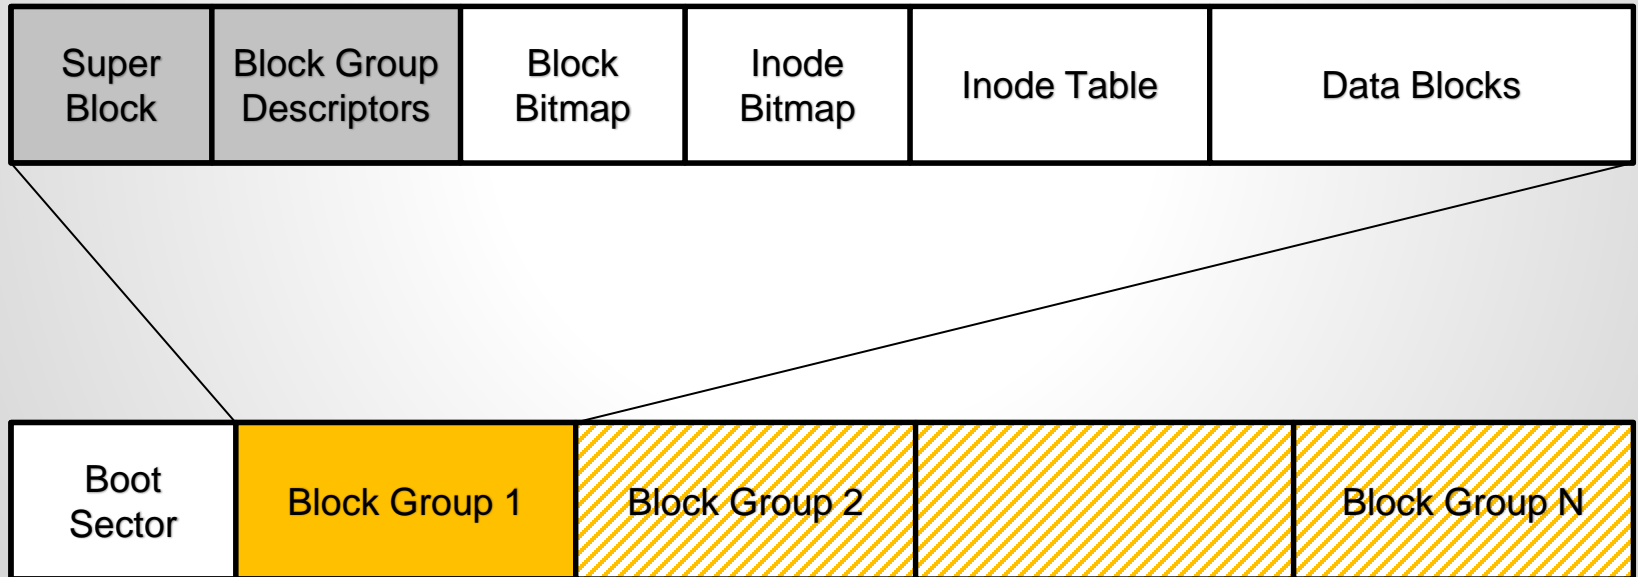 Super
Block
Block Group
Descriptors
Block
Bitmap
Inode
Bitmap
Inode Table
Data Blocks
Boot
Sector
Block Group 1
Block Group 2
Block Group N